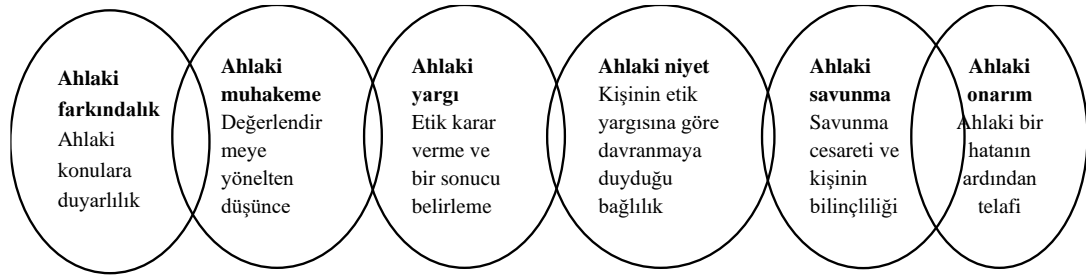 Ahlaki
farkındalık
Ahlaki
konulara
duyarlılık
Ahlaki
muhakeme
Değerlendir
meye
yönelten
düşünce
Ahlaki
yargı
Etik karar
verme ve
bir sonucu
belirleme
Ahlaki niyet
Kişinin etik
yargısına göre
davranmaya
duyduğu
bağlılık
Ahlaki
savunma
Savunma
cesareti ve
kişinin
bilinçliliği
Ahlaki
onarım
Ahlaki bir
hatanın
ardından
telafi